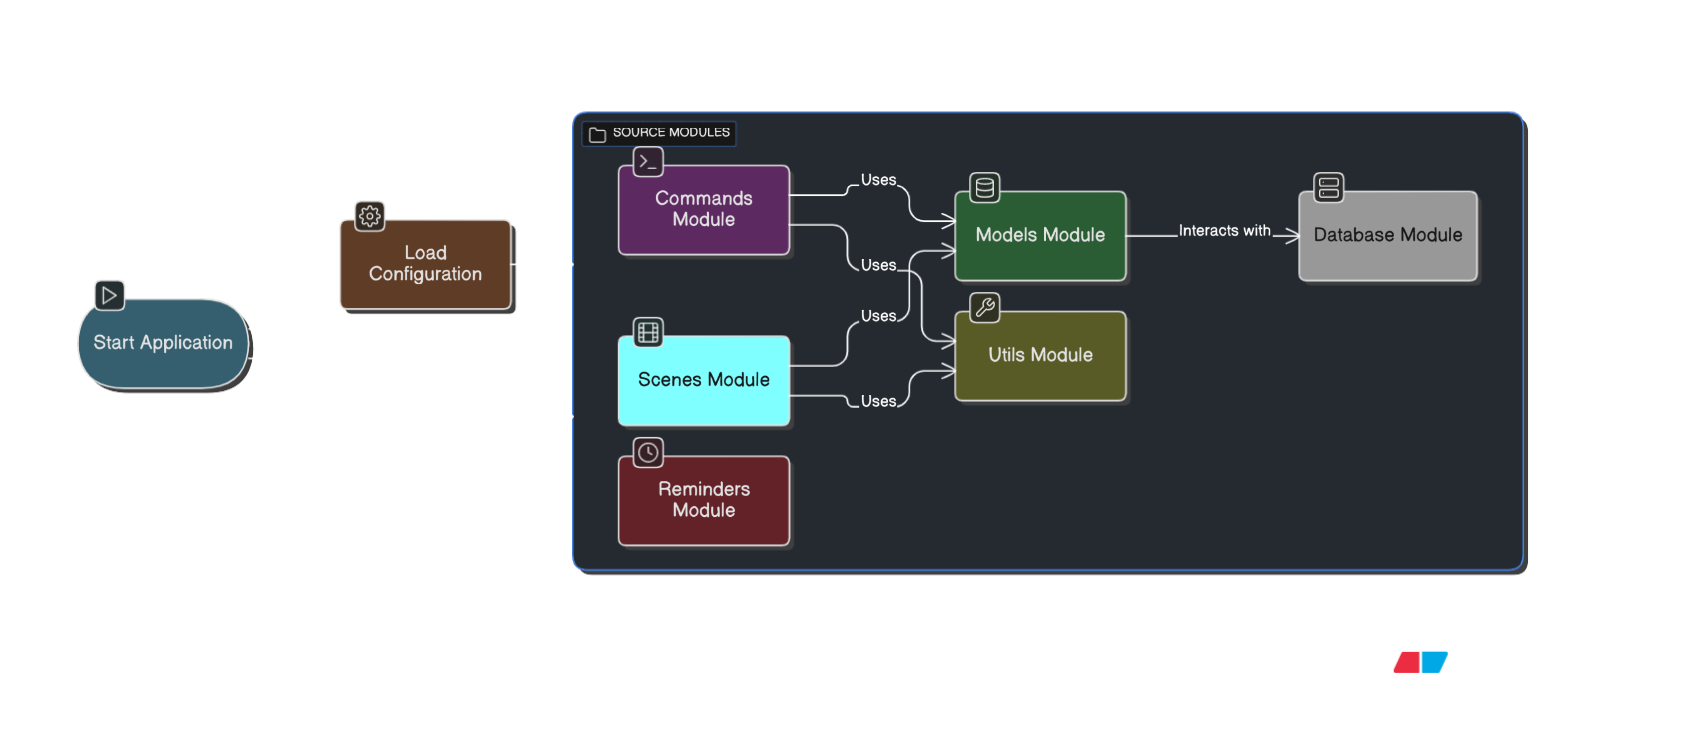 SOURCE MODULES
Commands
Module
Uses
Models Module
Interacts with
Database Module
Load
Configuration
Uses
Uses
Start Application
Scenes Module
Utils Module
Uses
Reminders
Module